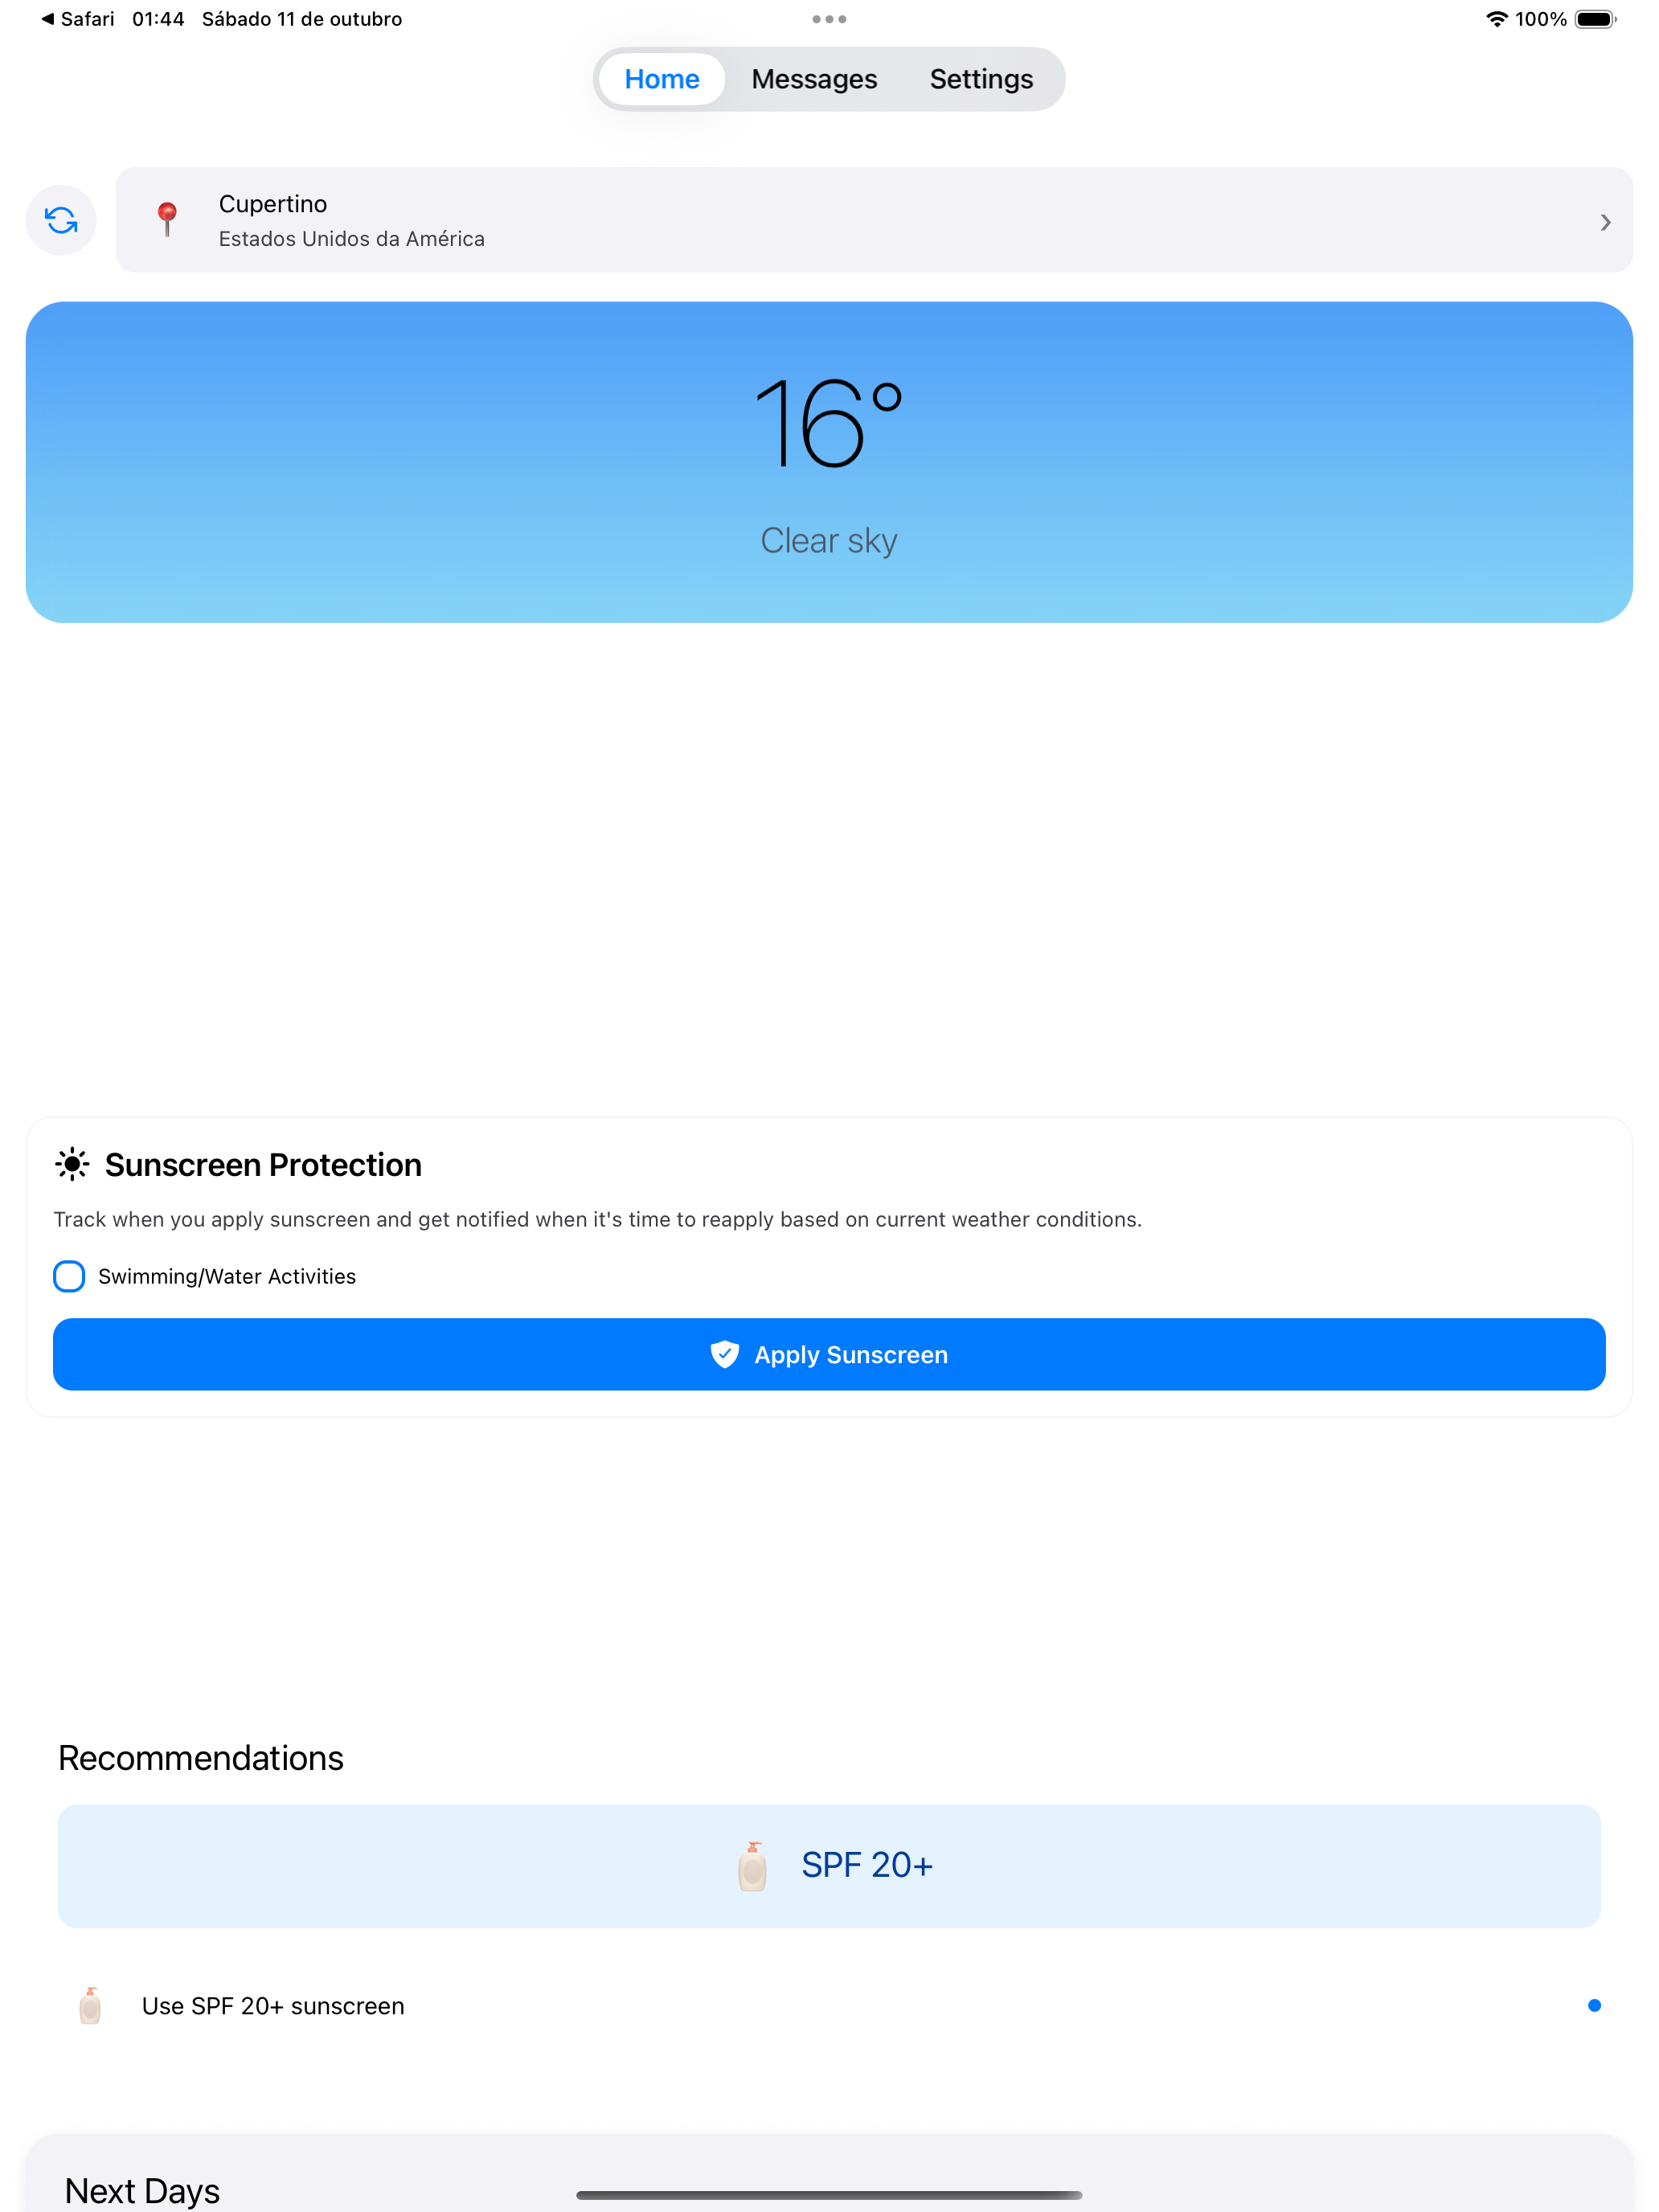 Safari 01:44 Sábado 11 de outubro 100%
Home Messages Settings
Cupertino
Estados Unidos da América
16°
Clear sky
Sunscreen Protection
Track when you apply sunscreen and get notified when it's time to reapply based on current weather conditions.
Swimming/Water Activities
Apply Sunscreen
Recommendations
SPF 20+
Use SPF 20+ sunscreen
Next Days